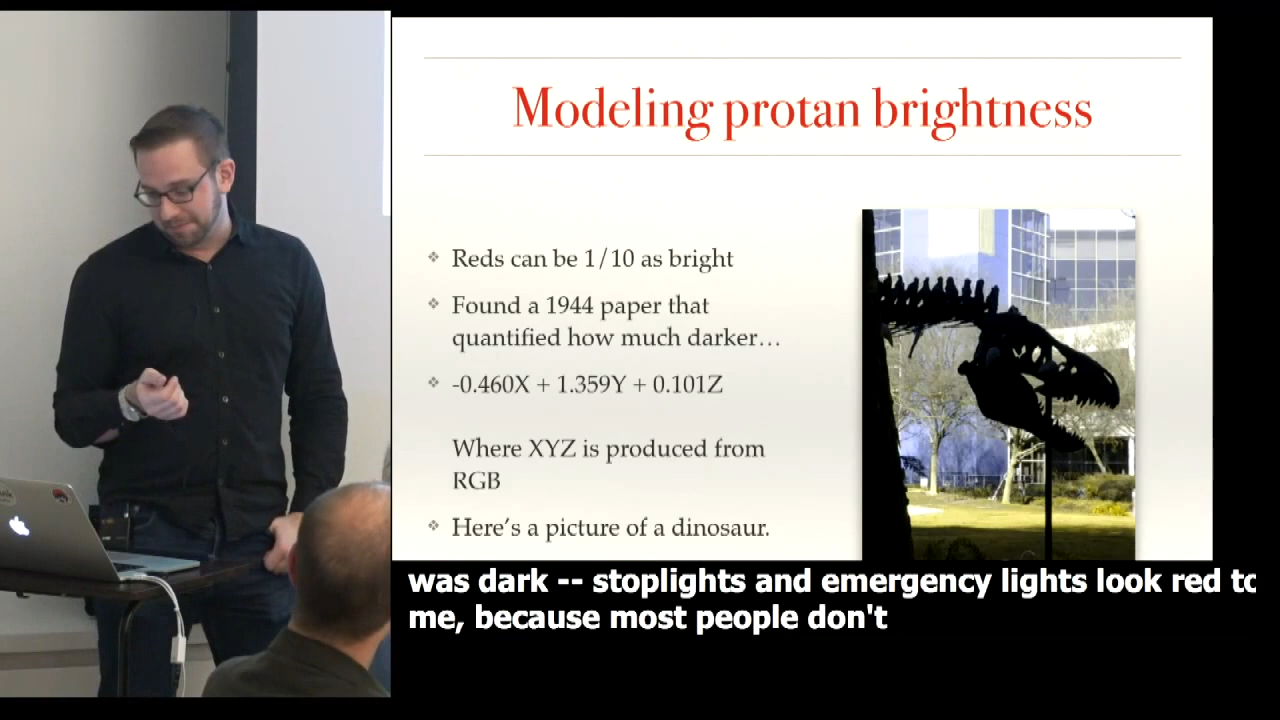 Modeling protan brightness
Reds can be 1/10 as bright
Found a 1944 paper that
quantified how much darker…
-0.460X + 1.359Y + 0.101Z
Where XYZ is produced from
RGB
Here's a picture of a dinosaur.
was dark -- stoplights and emergency lights look red to
me, because most people don't